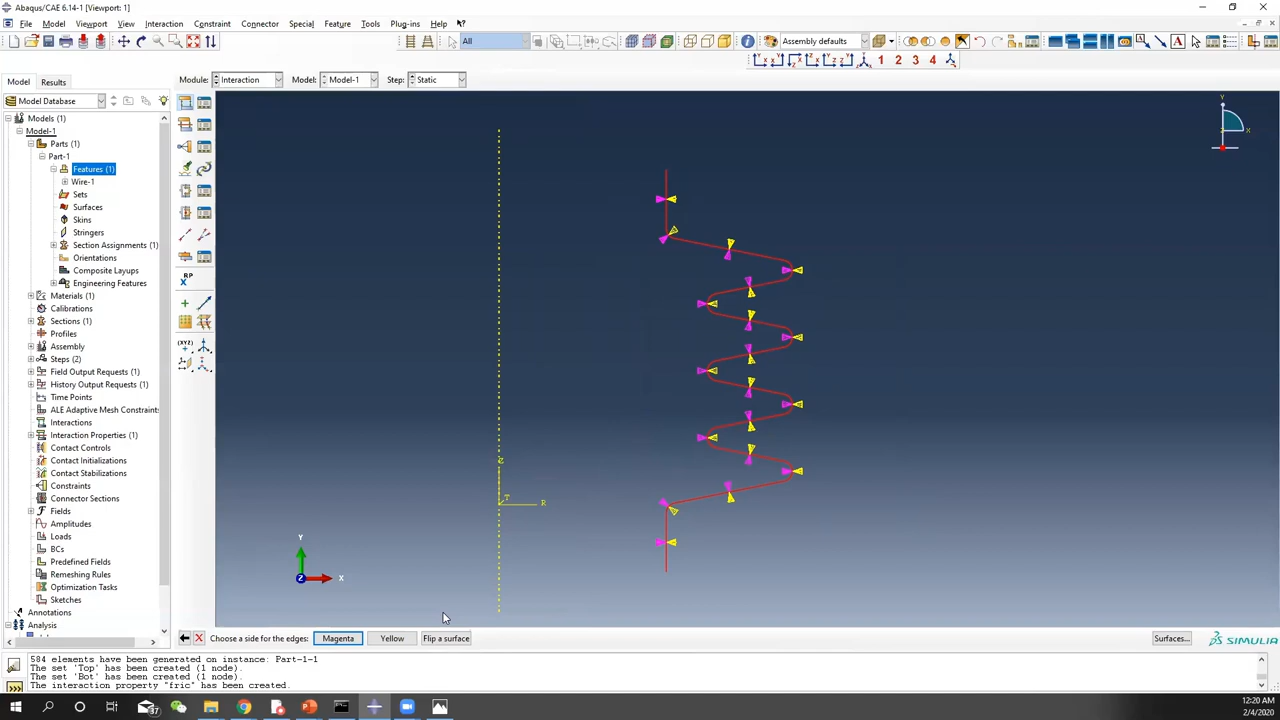 Abaqus/CAE 6.14-1 [Viewport: 1]
File Model Viewport View Interaction Constraint Connector Special Feature Tools Plug-ins Help
All Assembly defaults
1 2 3 4
Model Results
Module: Interaction Model: Model-1 Step: Static
Model Database
Models (1)
Model-1
Parts (1)
Part-1
Features (1)
Wire-1
Sets
Surfaces
Skins
Stringers
Section Assignments (1)
Orientations
Composite Layups
Engineering Features
Materials (1)
Calibrations
Sections (1)
Profiles
Assembly
Steps (2)
Field Output Requests (1)
History Output Requests (1)
Time Points
ALE Adaptive Mesh Constraints
Interactions
Interaction Properties (1)
Contact Controls
Contact Initializations
Contact Stabilizations
Constraints
Connector Sections
Fields
Amplitudes
Loads
BCs
Predefined Fields
Remeshing Rules
Optimization Tasks
Sketches
Annotations
Analysis
RP
(XYZ)
Y
X
Z
T R
Y
Z X
Choose a side for the edges: Magenta Yellow Flip a surface Surfaces... SIMULIA
584 elements have been generated on instance: Part-1-1
The set 'Top' has been created (1 node).
The set 'Bot' has been created (1 node).
The interaction property "fric" has been created.
37
12:20 AM
2/4/2020